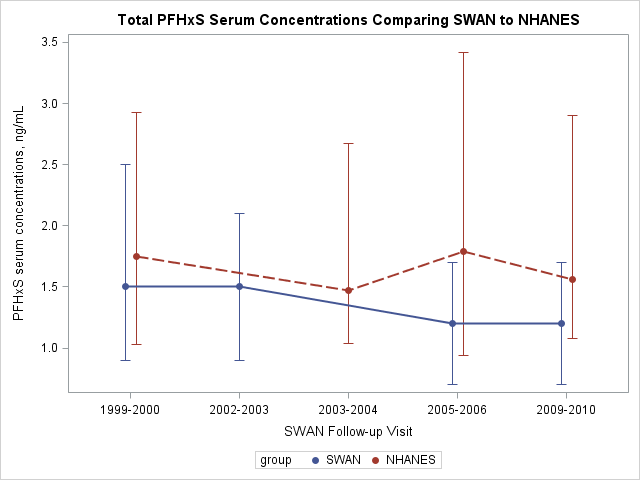 Total PFHxS Serum Concentrations Comparing SWAN to NHANES
3.5
3.0
2.5
2.0
1.5
1.0
PFHxS serum concentrations, ng/mL
1999-2000 2002-2003 2003-2004 2005-2006 2009-2010
SWAN Follow-up Visit
group SWAN NHANES